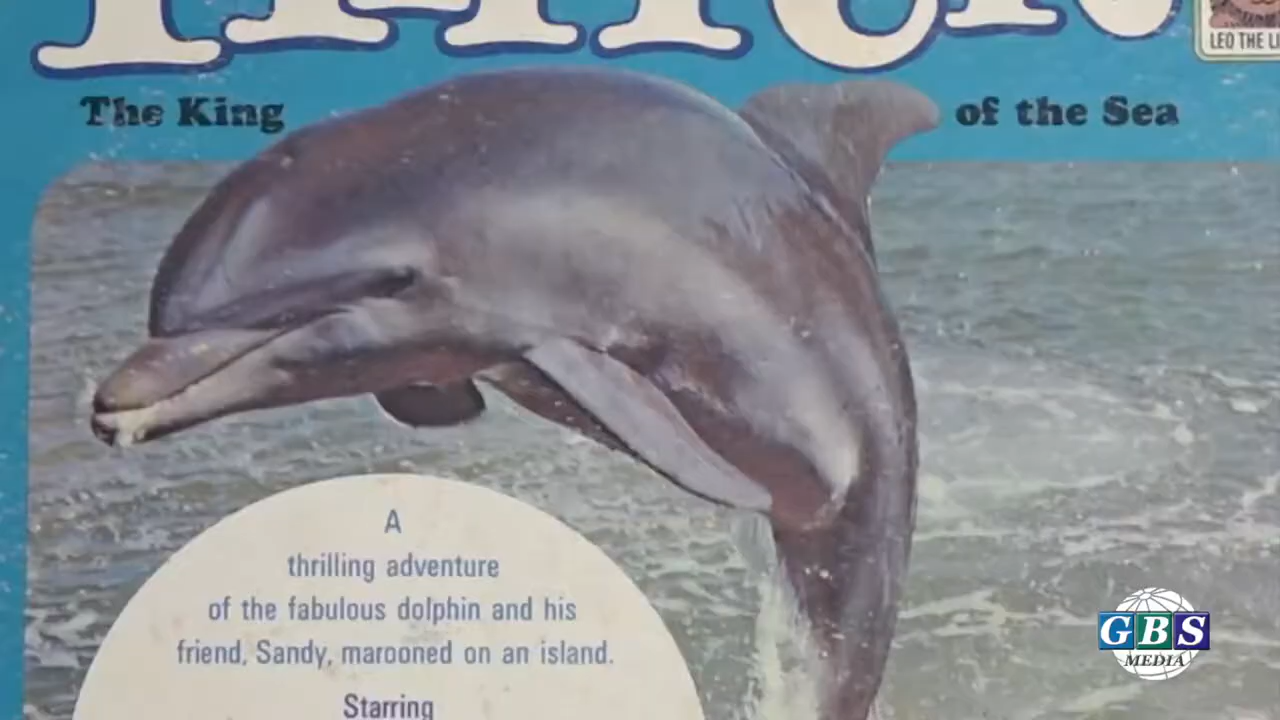 LEO THE
The King
of the Sea
A
thrilling adventure
of the fabulous dolphin and his
friend, Sandy, marooned on an island.
Starring
GBS
MEDIA